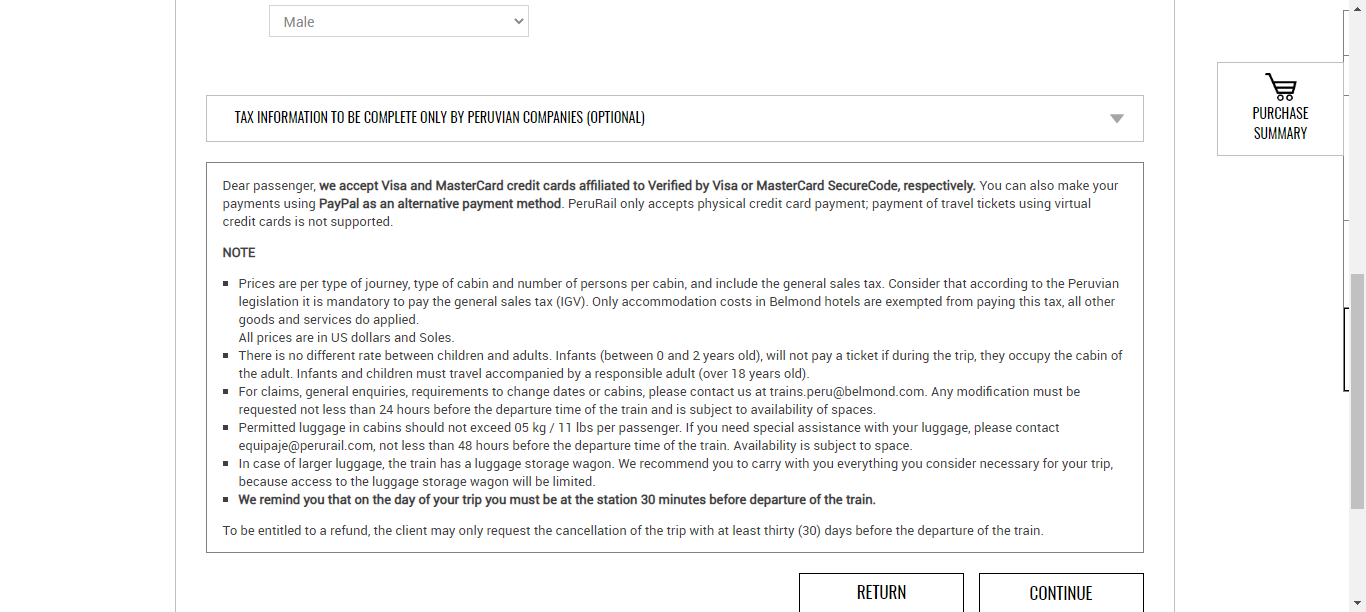 Male
TAX INFORMATION TO BE COMPLETE ONLY BY PERUVIAN COMPANIES (OPTIONAL)
PURCHASE
SUMMARY
Dear passenger, we accept Visa and MasterCard credit cards affiliated to Verified by Visa or MasterCard SecureCode, respectively. You can also make your
payments using PayPal as an alternative payment method. PeruRail only accepts physical credit card payment; payment of travel tickets using virtual
credit cards is not supported.
NOTE
Prices are per type of journey, type of cabin and number of persons per cabin, and include the general sales tax. Consider that according to the Peruvian
legislation it is mandatory to pay the general sales tax (IGV). Only accommodation costs in Belmond hotels are exempted from paying this tax, all other
goods and services do applied.
All prices are in US dollars and Soles.
There is no different rate between children and adults. Infants (between 0 and 2 years old), will not pay a ticket if during the trip, they occupy the cabin of
the adult. Infants and children must travel accompanied by a responsible adult (over 18 years old).
For claims, general enquiries, requirements to change dates or cabins, please contact us at trains.peru@belmond.com. Any modification must be
requested not less than 24 hours before the departure time of the train and is subject to availability of spaces.
Permitted luggage in cabins should not exceed 05 kg / 11 lbs per passenger. If you need special assistance with your luggage, please contact
equipaje@perurail.com, not less than 48 hours before the departure time of the train. Availability is subject to space.
In case of larger luggage, the train has a luggage storage wagon. We recommend you to carry with you everything you consider necessary for your trip,
because access to the luggage storage wagon will be limited.
We remind you that on the day of your trip you must be at the station 30 minutes before departure of the train.
To be entitled to a refund, the client may only request the cancellation of the trip with at least thirty (30) days before the departure of the train.
RETURN
CONTINUE